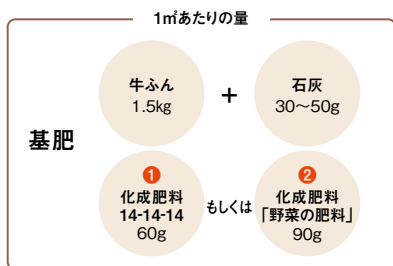 1㎡あたりの量
基肥
牛ふん
1.5kg
+
石灰
30〜50g
1
化成肥料
14-14-14
60g
もしくは
2
化成肥料
「野菜の肥料」
90g